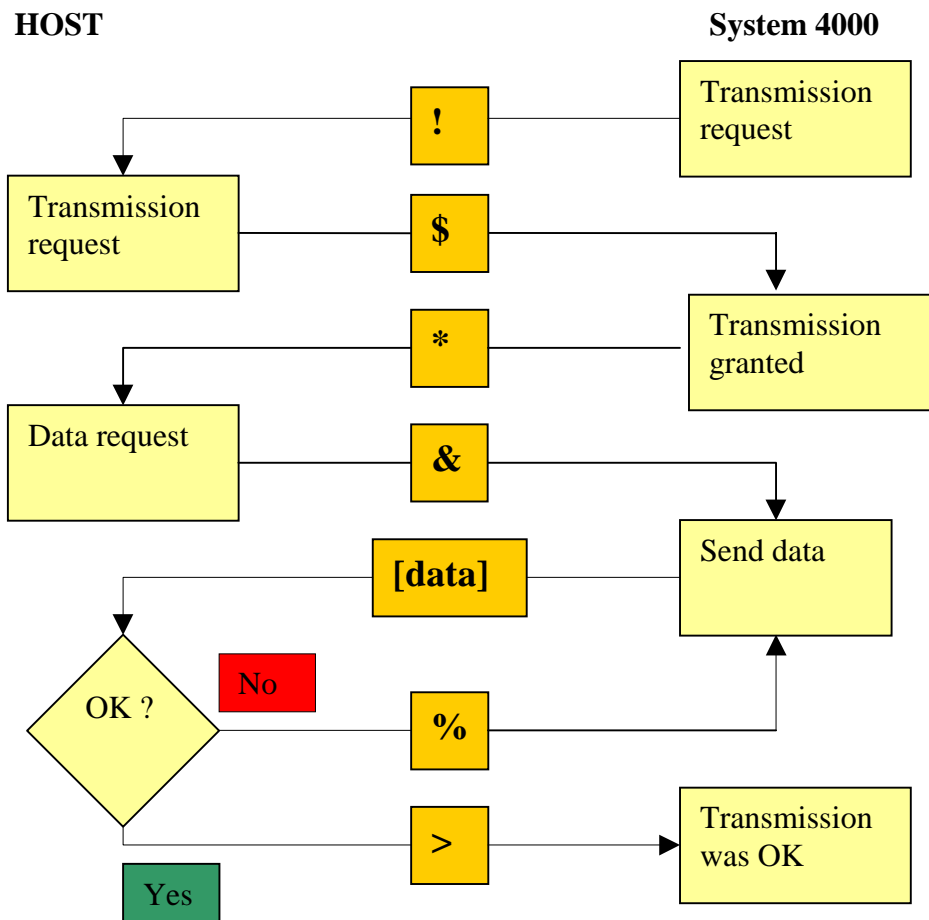 HOST
System 4000
Transmission
request
!
Transmission
request
$
Transmission
granted
*
Data request
&
Send data
[data]
OK ?
No
%
Transmission
was OK
>
Yes